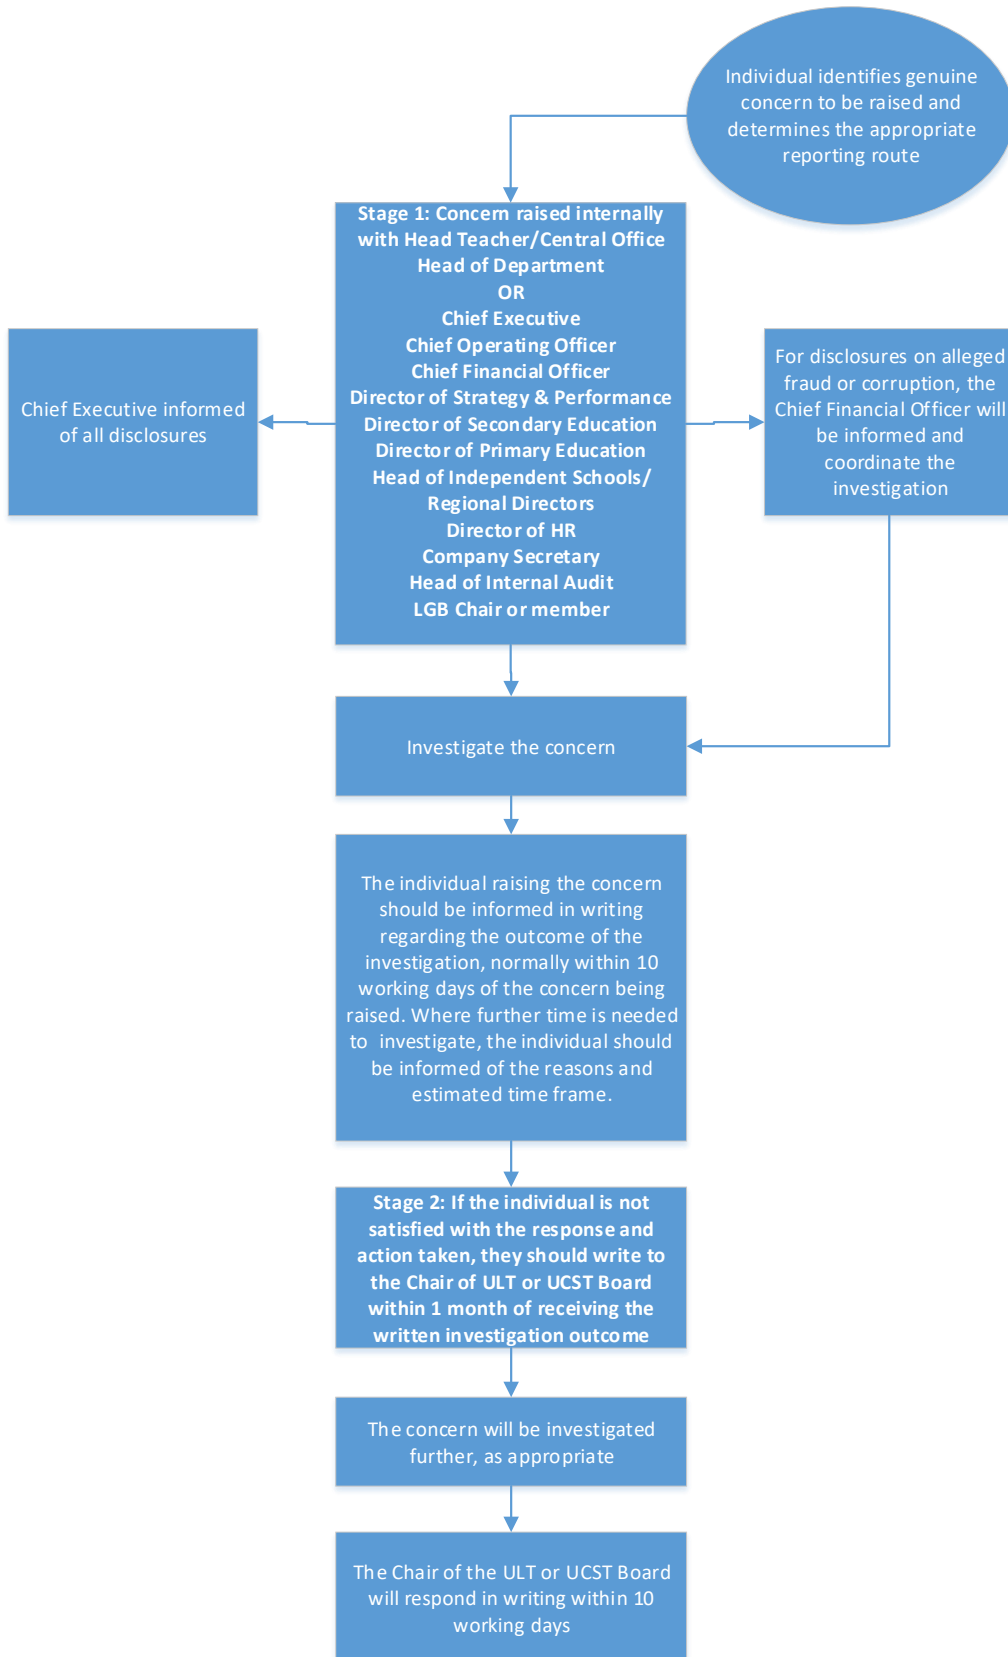 Individual identifies genuine
concern to be raised and
determines the appropriate
reporting route
Stage 1: Concern raised internally
with Head Teacher/Central Office
Head of Department
OR
Chief Executive
Chief Operating Officer
Chief Financial Officer
Director of Strategy & Performance
Director of Secondary Education
Director of Primary Education
Head of Independent Schools/
Regional Directors
Director of HR
Company Secretary
Head of Internal Audit
LGB Chair or member
Chief Executive informed
of all disclosures
For disclosures on alleged
fraud or corruption, the
Chief Financial Officer will
be informed and
coordinate the
investigation
Investigate the concern
The individual raising the concern
should be informed in writing
regarding the outcome of the
investigation, normally within 10
working days of the concern being
raised. Where further time is needed
to investigate, the individual should
be informed of the reasons and
estimated time frame.
Stage 2: If the individual is not
satisfied with the response and
action taken, they should write to
the Chair of ULT or UCST Board
within 1 month of receiving the
written investigation outcome
The concern will be investigated
further, as appropriate
The Chair of the ULT or UCST Board
will respond in writing within 10
working days